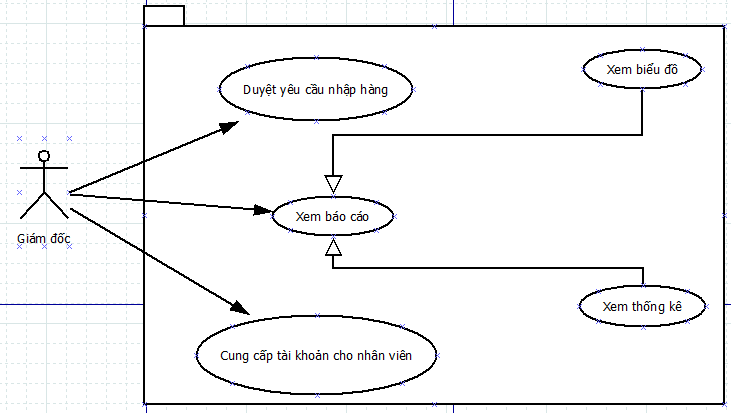 Xem biểu đồ
Duyệt yêu cầu nhập hàng
Xem báo cáo
Giám đốc
Xem thống kê
Cung cấp tài khoản cho nhân viên